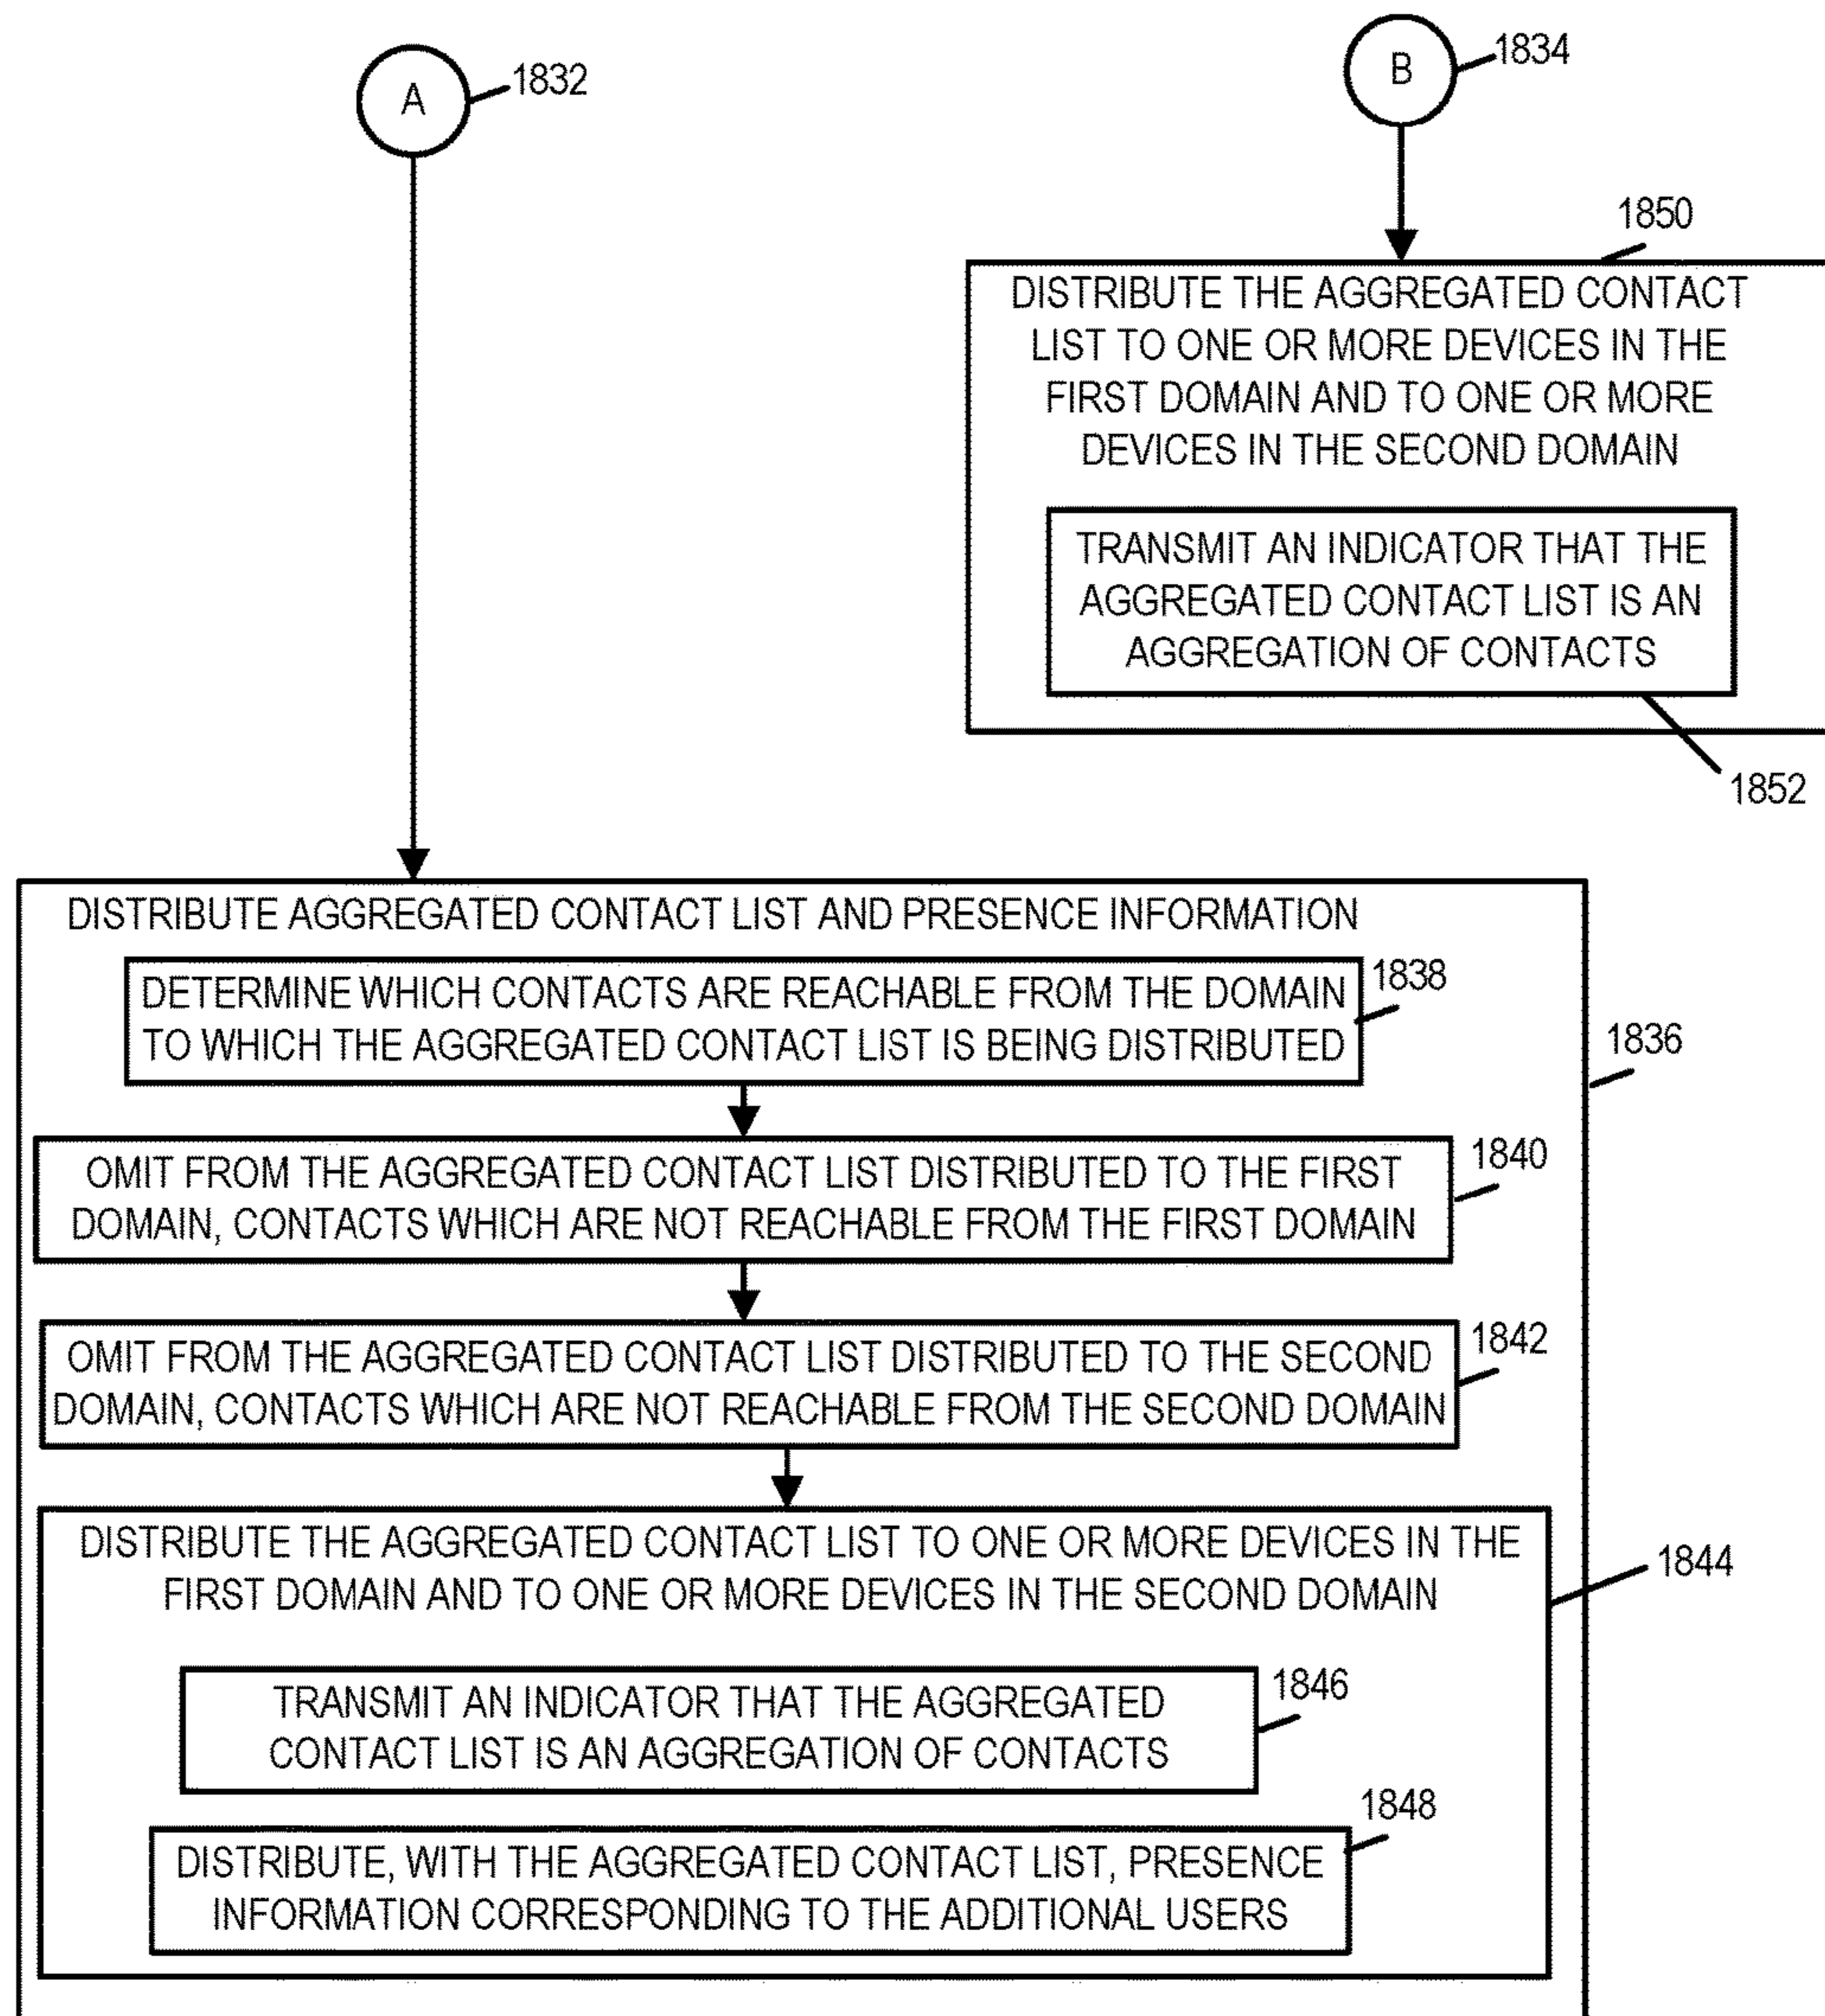 A
1832
B
1834
1850
DISTRIBUTE THE AGGREGATED CONTACT
LIST TO ONE OR MORE DEVICES IN THE
FIRST DOMAIN AND TO ONE OR MORE
DEVICES IN THE SECOND DOMAIN
TRANSMIT AN INDICATOR THAT THE
AGGREGATED CONTACT LIST IS AN
AGGREGATION OF CONTACTS
1852
DISTRIBUTE AGGREGATED CONTACT LIST AND PRESENCE INFORMATION
1838
DETERMINE WHICH CONTACTS ARE REACHABLE FROM THE DOMAIN
TO WHICH THE AGGREGATED CONTACT LIST IS BEING DISTRIBUTED
1836
1840
OMIT FROM THE AGGREGATED CONTACT LIST DISTRIBUTED TO THE FIRST
DOMAIN, CONTACTS WHICH ARE NOT REACHABLE FROM THE FIRST DOMAIN
1842
OMIT FROM THE AGGREGATED CONTACT LIST DISTRIBUTED TO THE SECOND
DOMAIN, CONTACTS WHICH ARE NOT REACHABLE FROM THE SECOND DOMAIN
DISTRIBUTE THE AGGREGATED CONTACT LIST TO ONE OR MORE DEVICES IN THE
FIRST DOMAIN AND TO ONE OR MORE DEVICES IN THE SECOND DOMAIN
1844
1846
TRANSMIT AN INDICATOR THAT THE AGGREGATED
CONTACT LIST IS AN AGGREGATION OF CONTACTS
1848
DISTRIBUTE, WITH THE AGGREGATED CONTACT LIST, PRESENCE
INFORMATION CORRESPONDING TO THE ADDITIONAL USERS